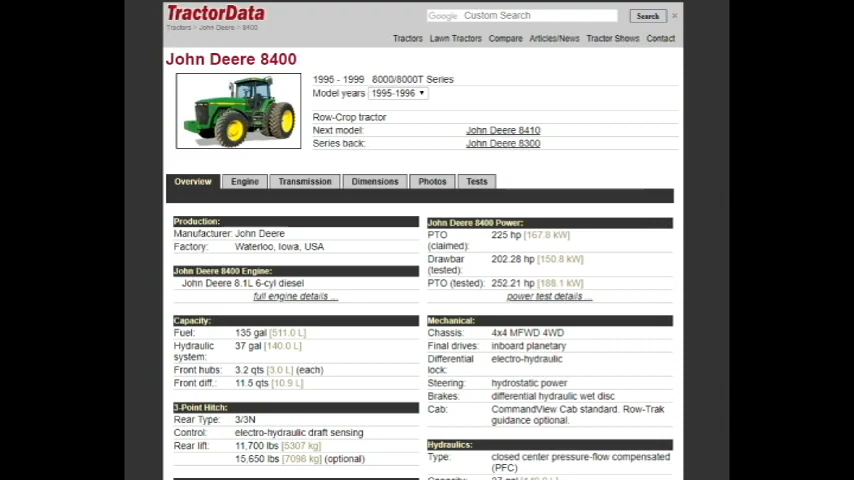 TractorData
Tractors > John Deere > 8400
Google Custom Search
Search
×
Tractors Lawn Tractors Compare Articles/News Tractor Shows Contact
John Deere 8400
1995 - 1999 8000/8000T Series
Model years 1995-1996
Row-Crop tractor
Next model: John Deere 8410
Series back: John Deere 8300
Overview Engine Transmission Dimensions Photos Tests
Production:
Manufacturer: John Deere
Factory: Waterloo, Iowa, USA
John Deere 8400 Engine:
John Deere 8.1L 6-cyl diesel
full engine details ...
Capacity:
Fuel: 135 gal [511.0 L]
Hydraulic system: 37 gal [140.0 L]
Front hubs: 3.2 qts [3.0 L] (each)
Front diff.: 11.5 qts [10.9 L]
3-Point Hitch:
Rear Type: 3/3N
Control: electro-hydraulic draft sensing
Rear lift: 11,700 lbs [5307 kg]
15,650 lbs [7098 kg] (optional)
John Deere 8400 Power:
PTO (claimed): 225 hp [167.8 kW]
Drawbar (tested): 202.28 hp [150.8 kW]
PTO (tested): 252.21 hp [188.1 kW]
power test details ...
Mechanical:
Chassis: 4x4 MFWD 4WD
Final drives: inboard planetary
Differential lock: electro-hydraulic
Steering: hydrostatic power
Brakes: differential hydraulic wet disc
Cab: CommandView Cab standard. Row-Trak
guidance optional.
Hydraulics:
Type: closed center pressure-flow compensated
(PFC)